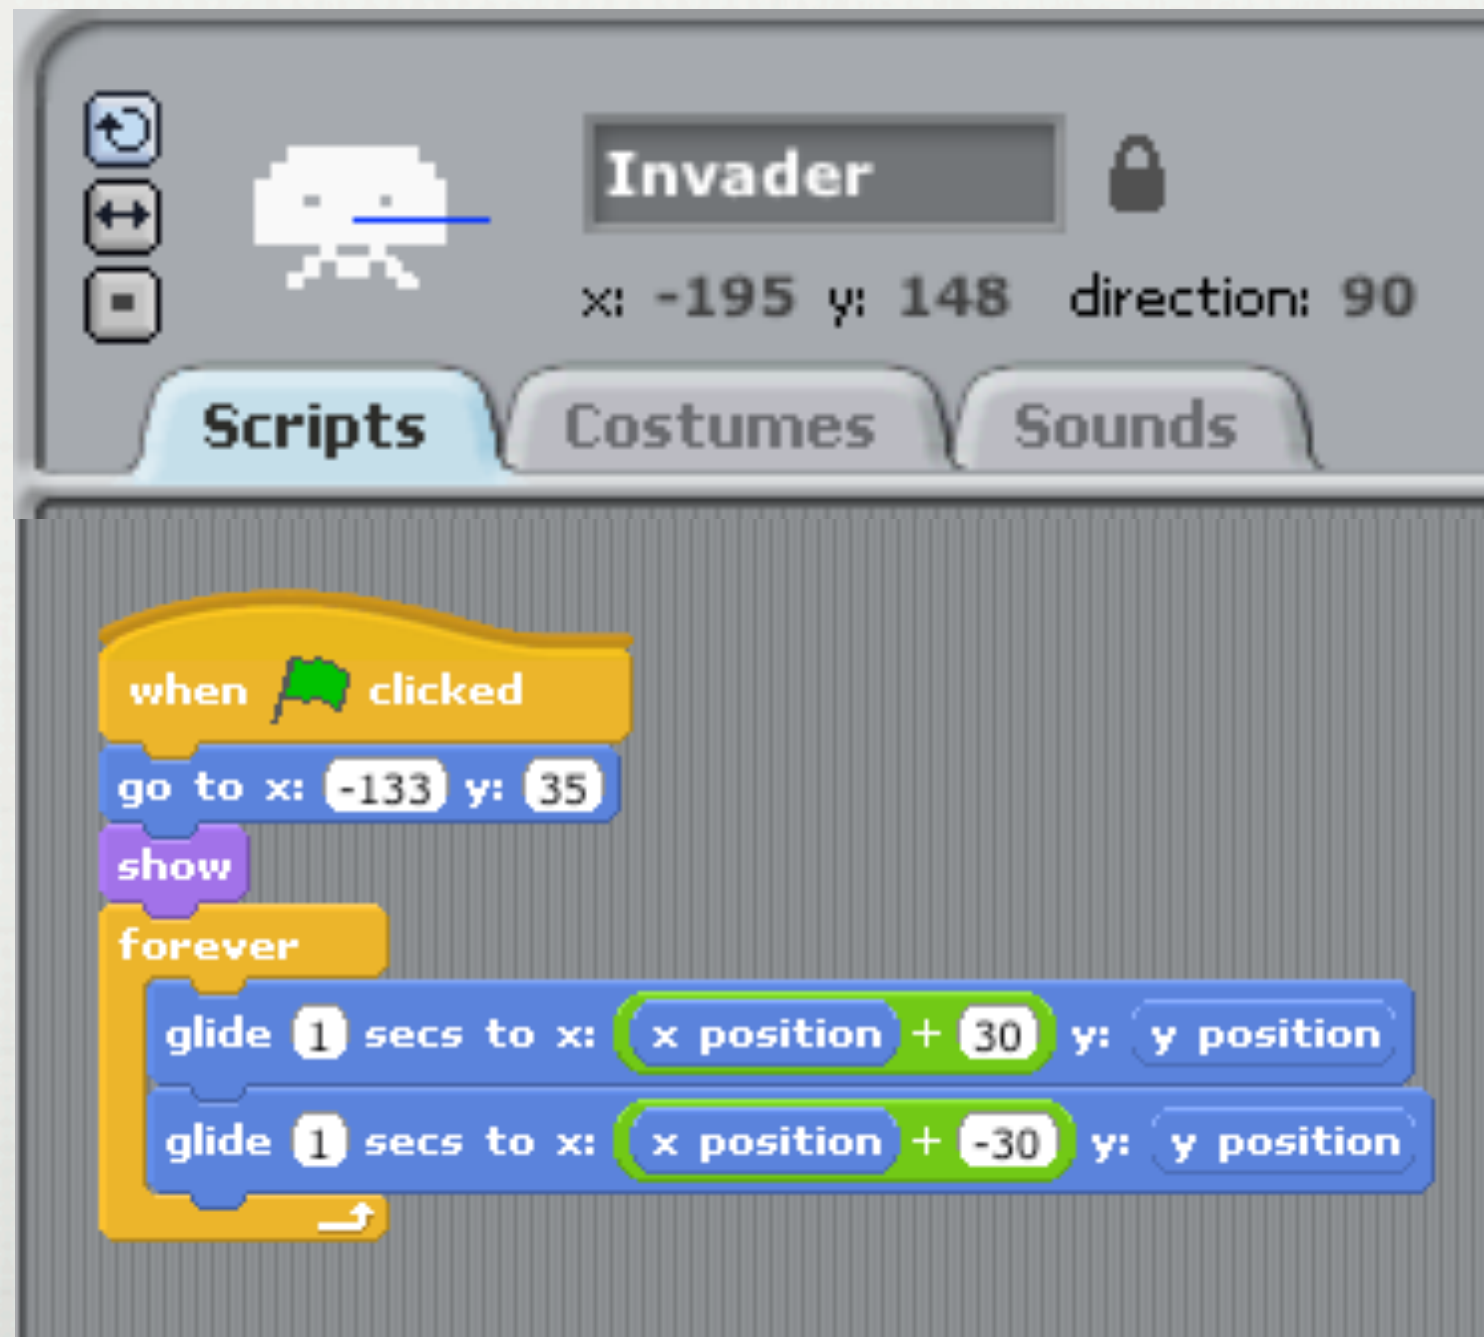 Invader
x: -195 y: 148 direction: 90
Scripts Costumes Sounds
when clicked
go to x: -133 y: 35
show
forever
glide 1 secs to x: x position + 30 y: y position
glide 1 secs to x: x position + -30 y: y position